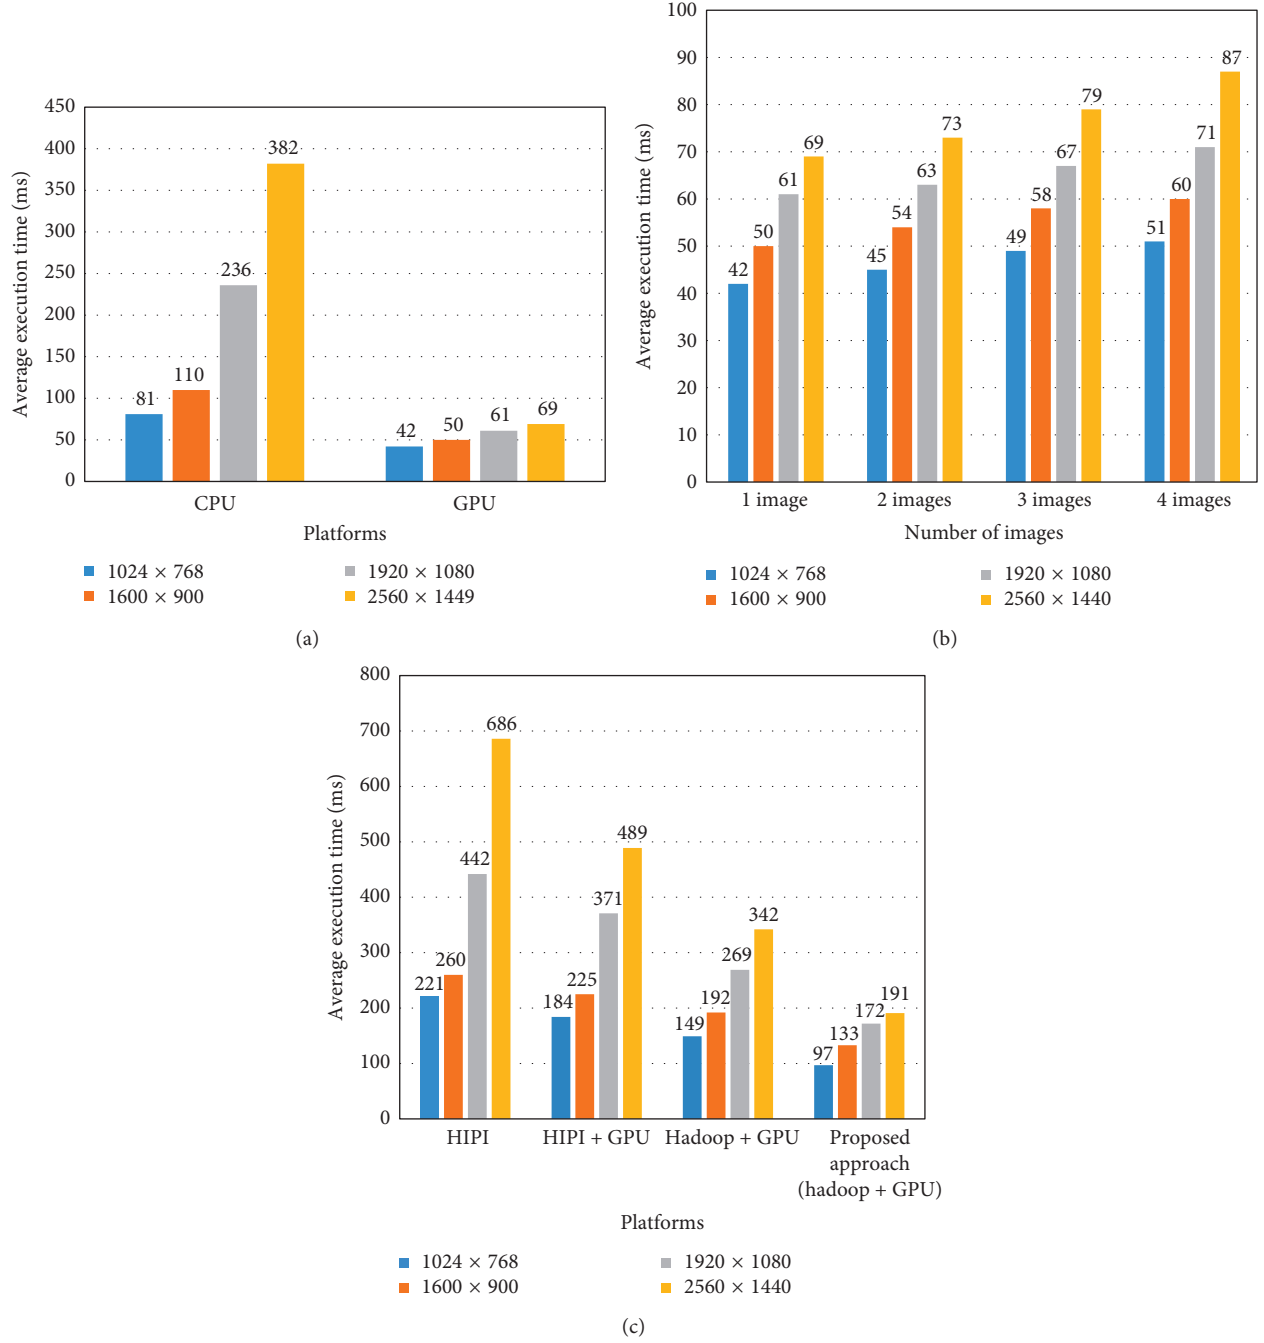 450
400
350
300
250
200
150
100
50
0
Average execution time (ms)
81
110
236
382
42
50
61
69
CPU
GPU
Platforms
1024 × 768
1920 × 1080
1600 × 900
2560 × 1449
(a)
100
90
80
70
60
50
40
30
20
10
0
Average execution time (ms)
42
50
61
69
45
54
63
73
49
58
67
79
51
60
71
87
1 image
2 images
3 images
4 images
Number of images
1024 × 768
1920 × 1080
1600 × 900
2560 × 1440
(b)
800
700
600
500
400
300
200
100
0
Average execution time (ms)
221
260
442
686
184
225
371
489
149
192
269
342
97
133
172
191
HIPI
HIPI + GPU
Hadoop + GPU
Proposed
approach
(hadoop + GPU)
Platforms
1024 × 768
1920 × 1080
1600 × 900
2560 × 1440
(c)